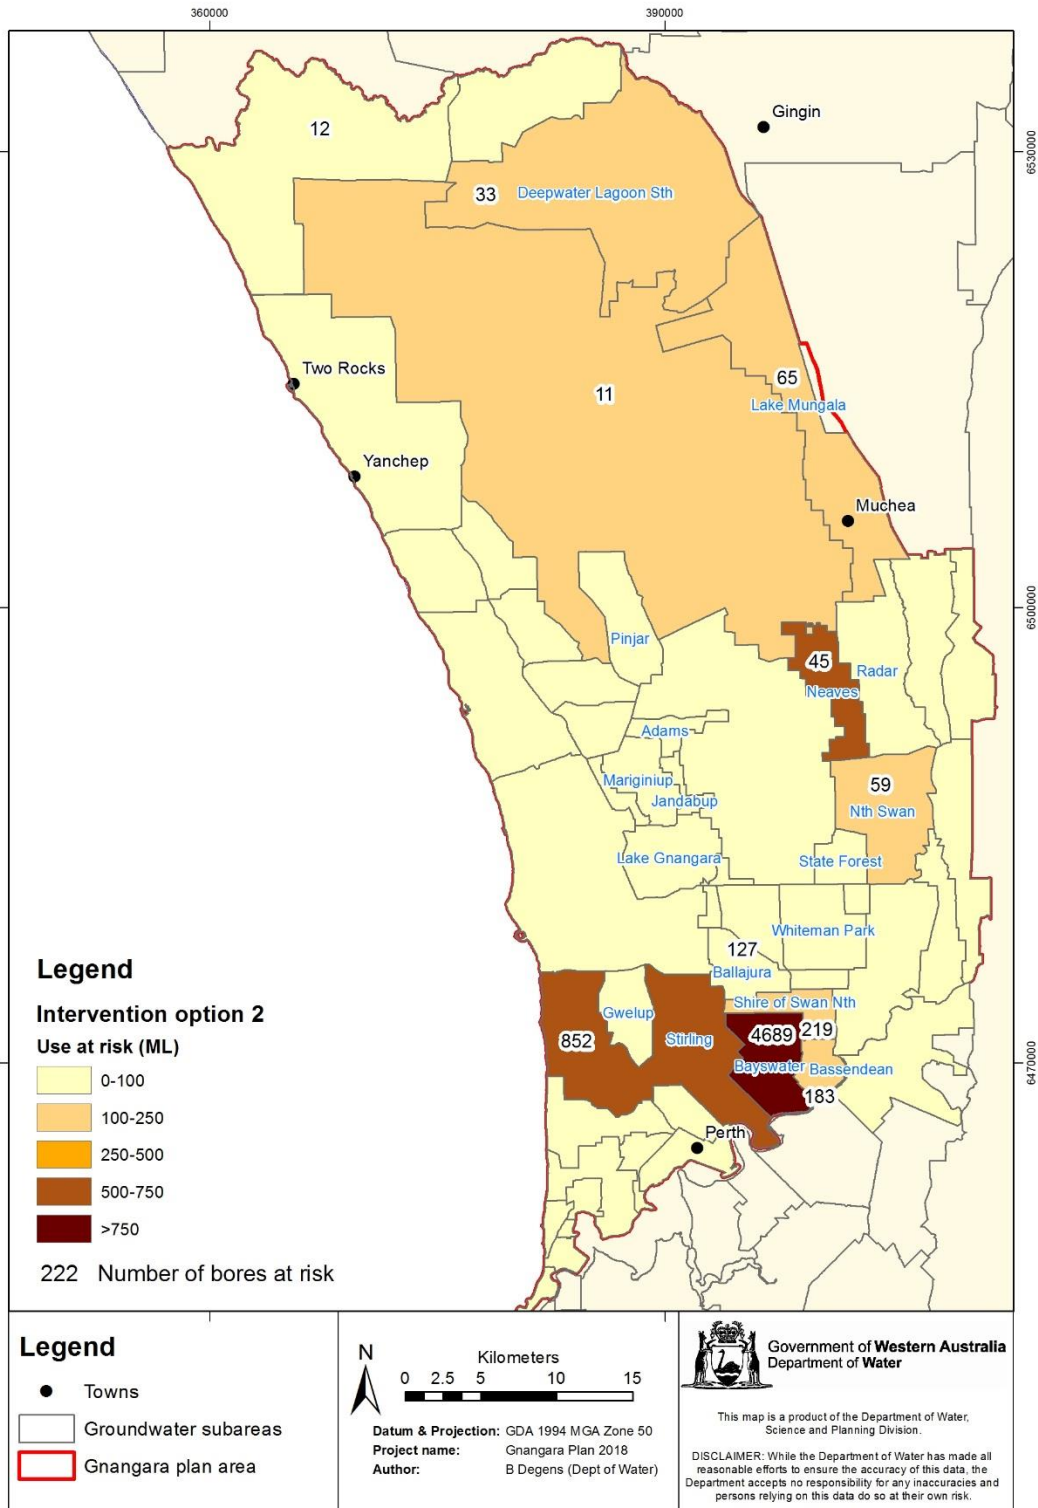 360000
390000
12
Gingin
6530000
33
Deepwater Lagoon Sth
Two Rocks
65
11
Lake Mungala
Yanchep
Muchea
6500000
Pinjar
45
Radar
Neaves
Adams
Mariginiup
59
Jandabup
Nth Swan
Lake Gnangara
State Forest
Whiteman Park
127
Ballajura
Shire of Swan Nth
Gwelup
852
Stirling
4689
219
Bayswater
Bassendean
6470000
183
Perth
Legend
Intervention option 2
Use at risk (ML)
0-100
100-250
250-500
500-750
>750
222 Number of bores at risk
Legend
Towns
Groundwater subareas
Gnangara plan area
N
Kilometers
0 2.5 5 10 15
Datum & Projection: GDA 1994 MGA Zone 50
Project name: Gnangara Plan 2018
Author: B Degens (Dept of Water)
Government of Western Australia
Department of Water
This map is a product of the Department of Water,
Science and Planning Division.
DISCLAIMER: While the Department of Water has made all
reasonable efforts to ensure the accuracy of this data, the
Department accepts no responsibility for any inaccuracies and
persons relying on this data do so at their own risk.